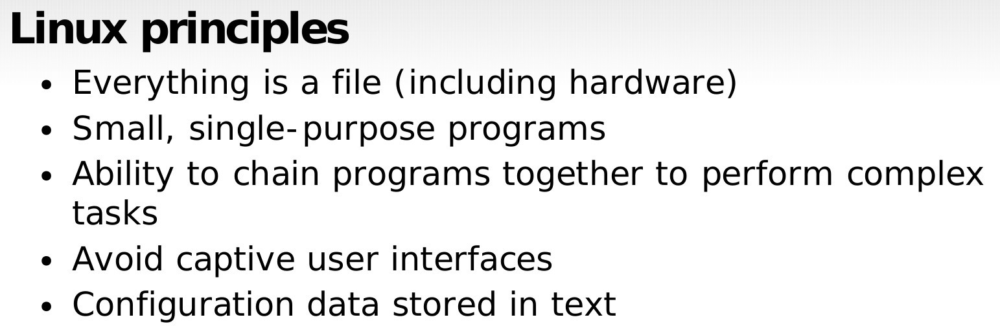 Linux principles
• Everything is a file (including hardware)
• Small, single-purpose programs
• Ability to chain programs together to perform complex
tasks
• Avoid captive user interfaces
• Configuration data stored in text